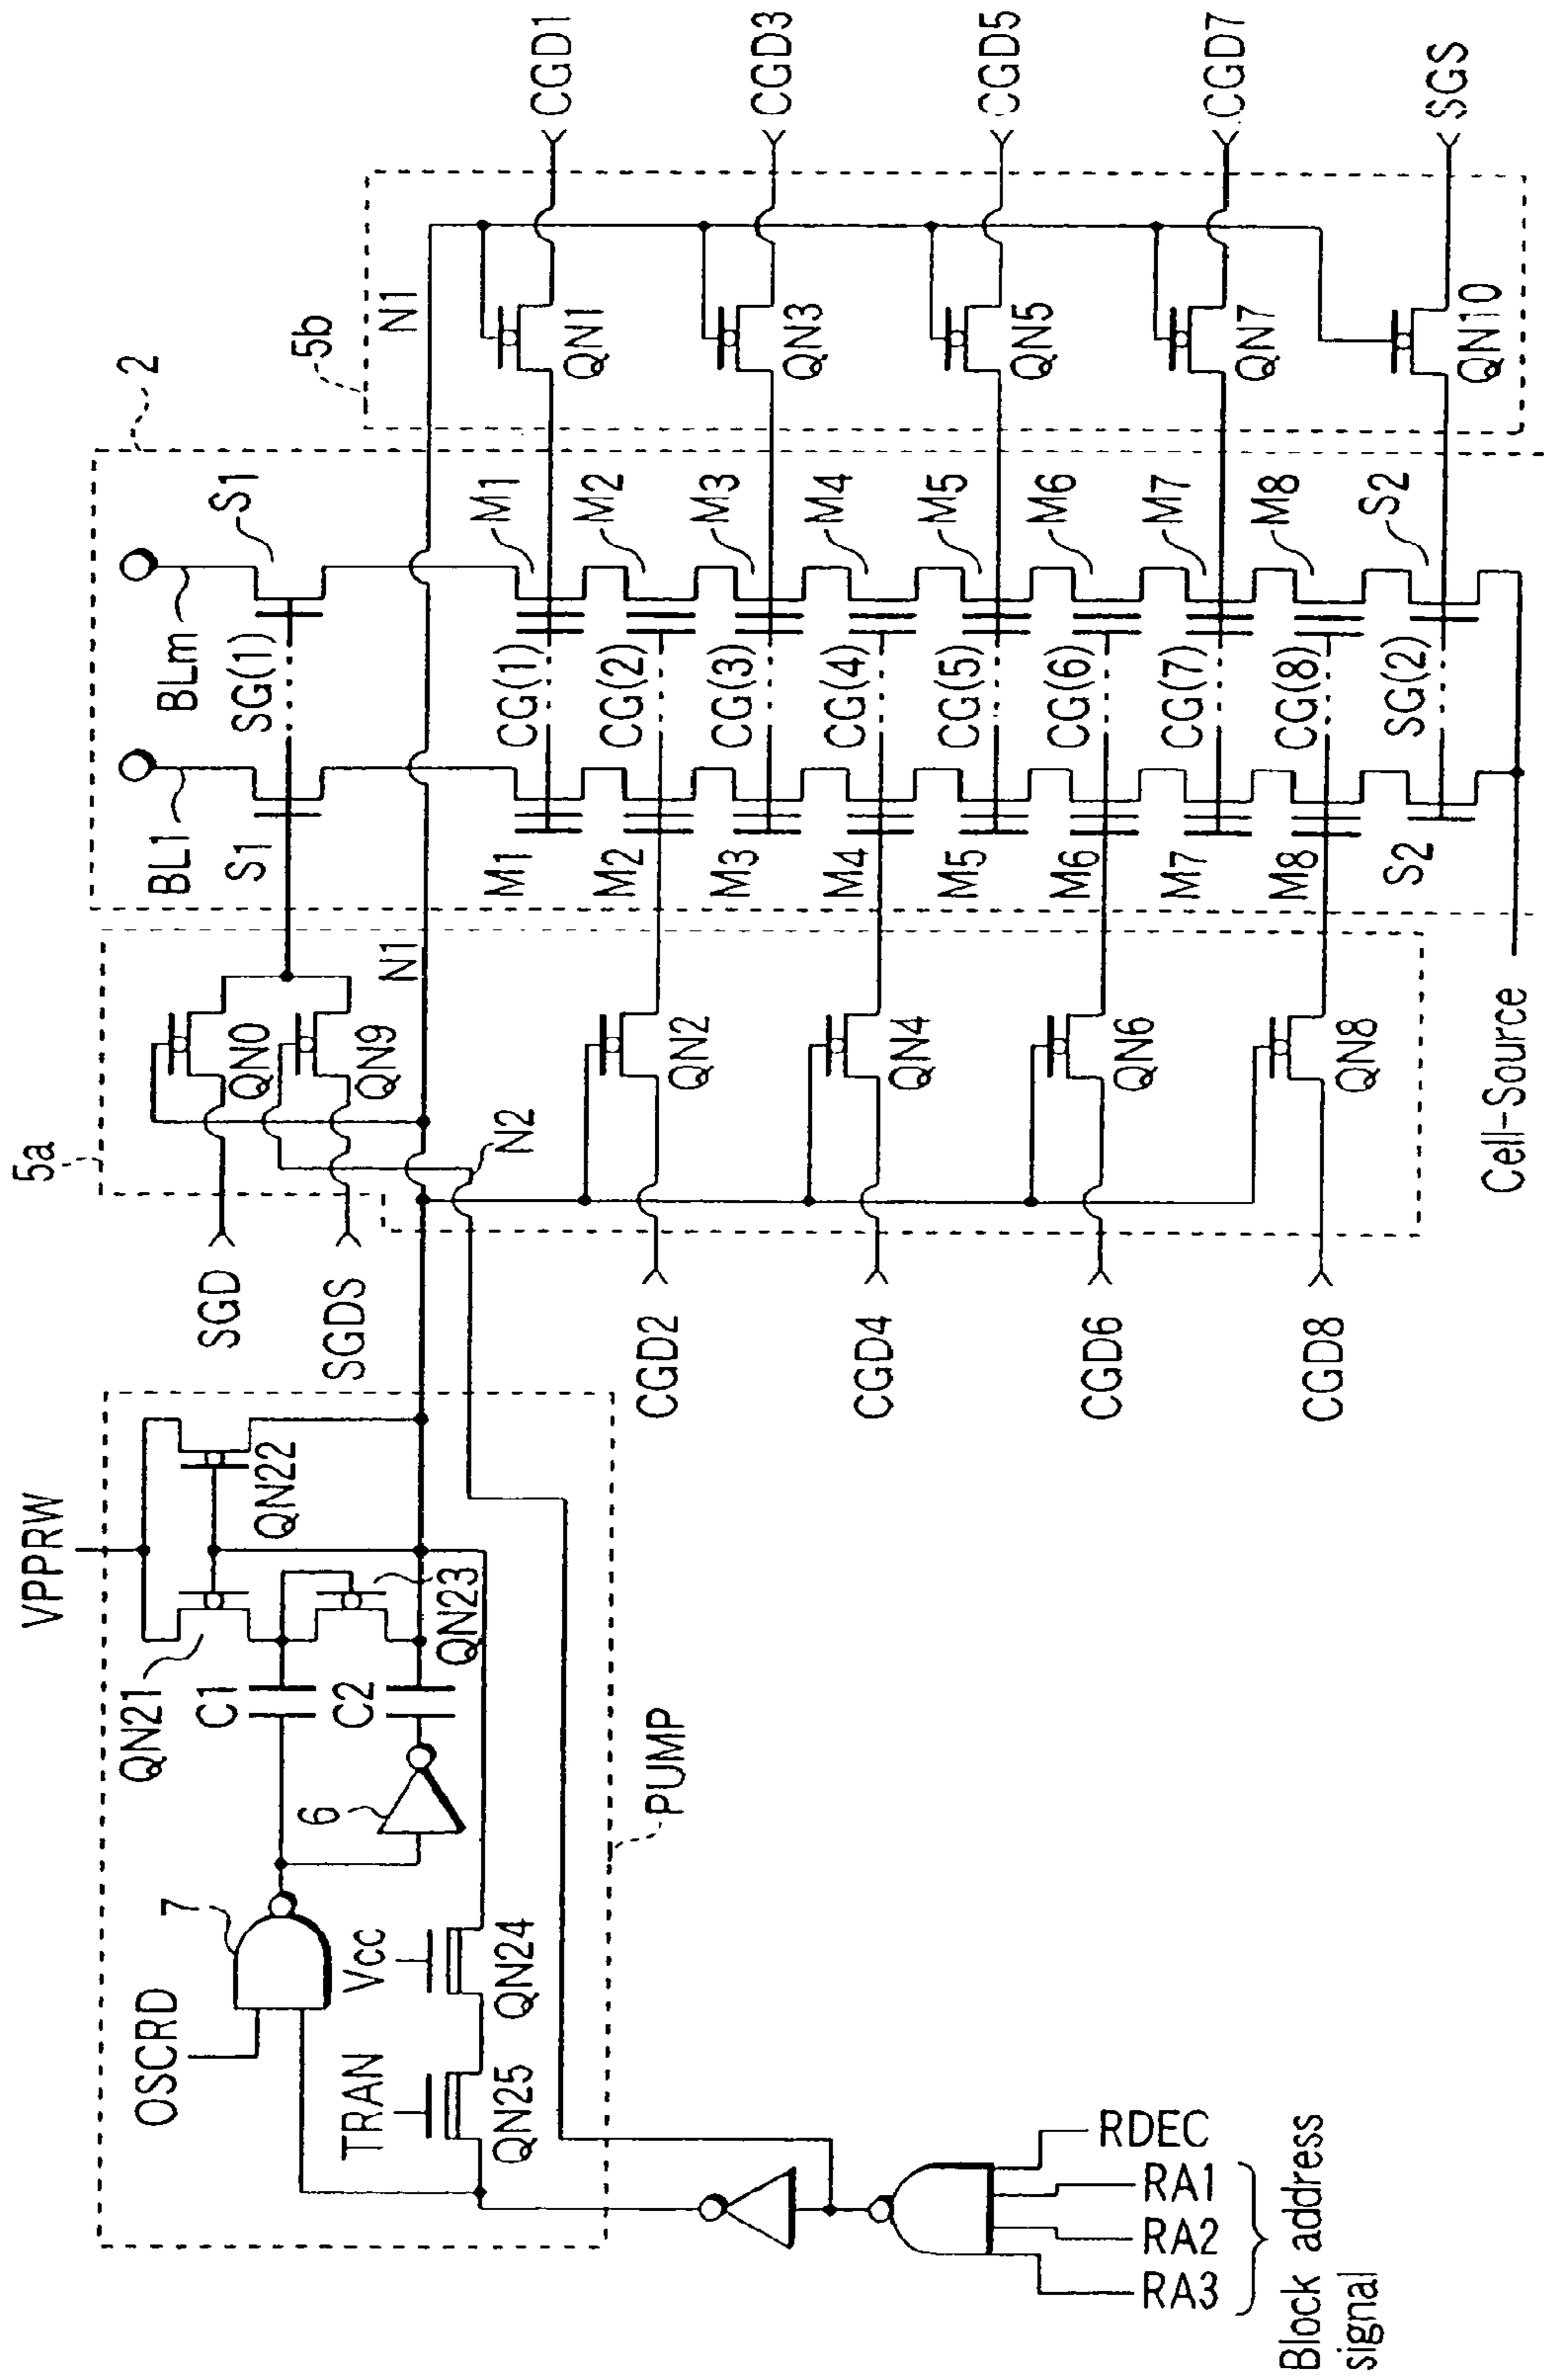 VPPRW
OSCRD
7
QN21
C1
C2
6
QN22
QN23
Vcc
QN24
TRAN
QN25
PUMP
RDEC
RA1
RA2
RA3
Block address
signal
5a
SGD
SGDS
QN0
QN9
N1
N2
CGD2
QN2
CGD4
QN4
CGD6
QN6
CGD8
QN8
2
BL1
BLm
S1
SG(1)
S1
M1
CG(1)
M1
M2
CG(2)
M2
M3
CG(3)
M3
M4
CG(4)
M4
M5
CG(5)
M5
M6
CG(6)
M6
M7
CG(7)
M7
M8
CG(8)
M8
S2
SG(2)
S2
Cell-Source
5b
N1
QN1
CGD1
QN3
CGD3
QN5
CGD5
QN7
CGD7
QN10
SGS